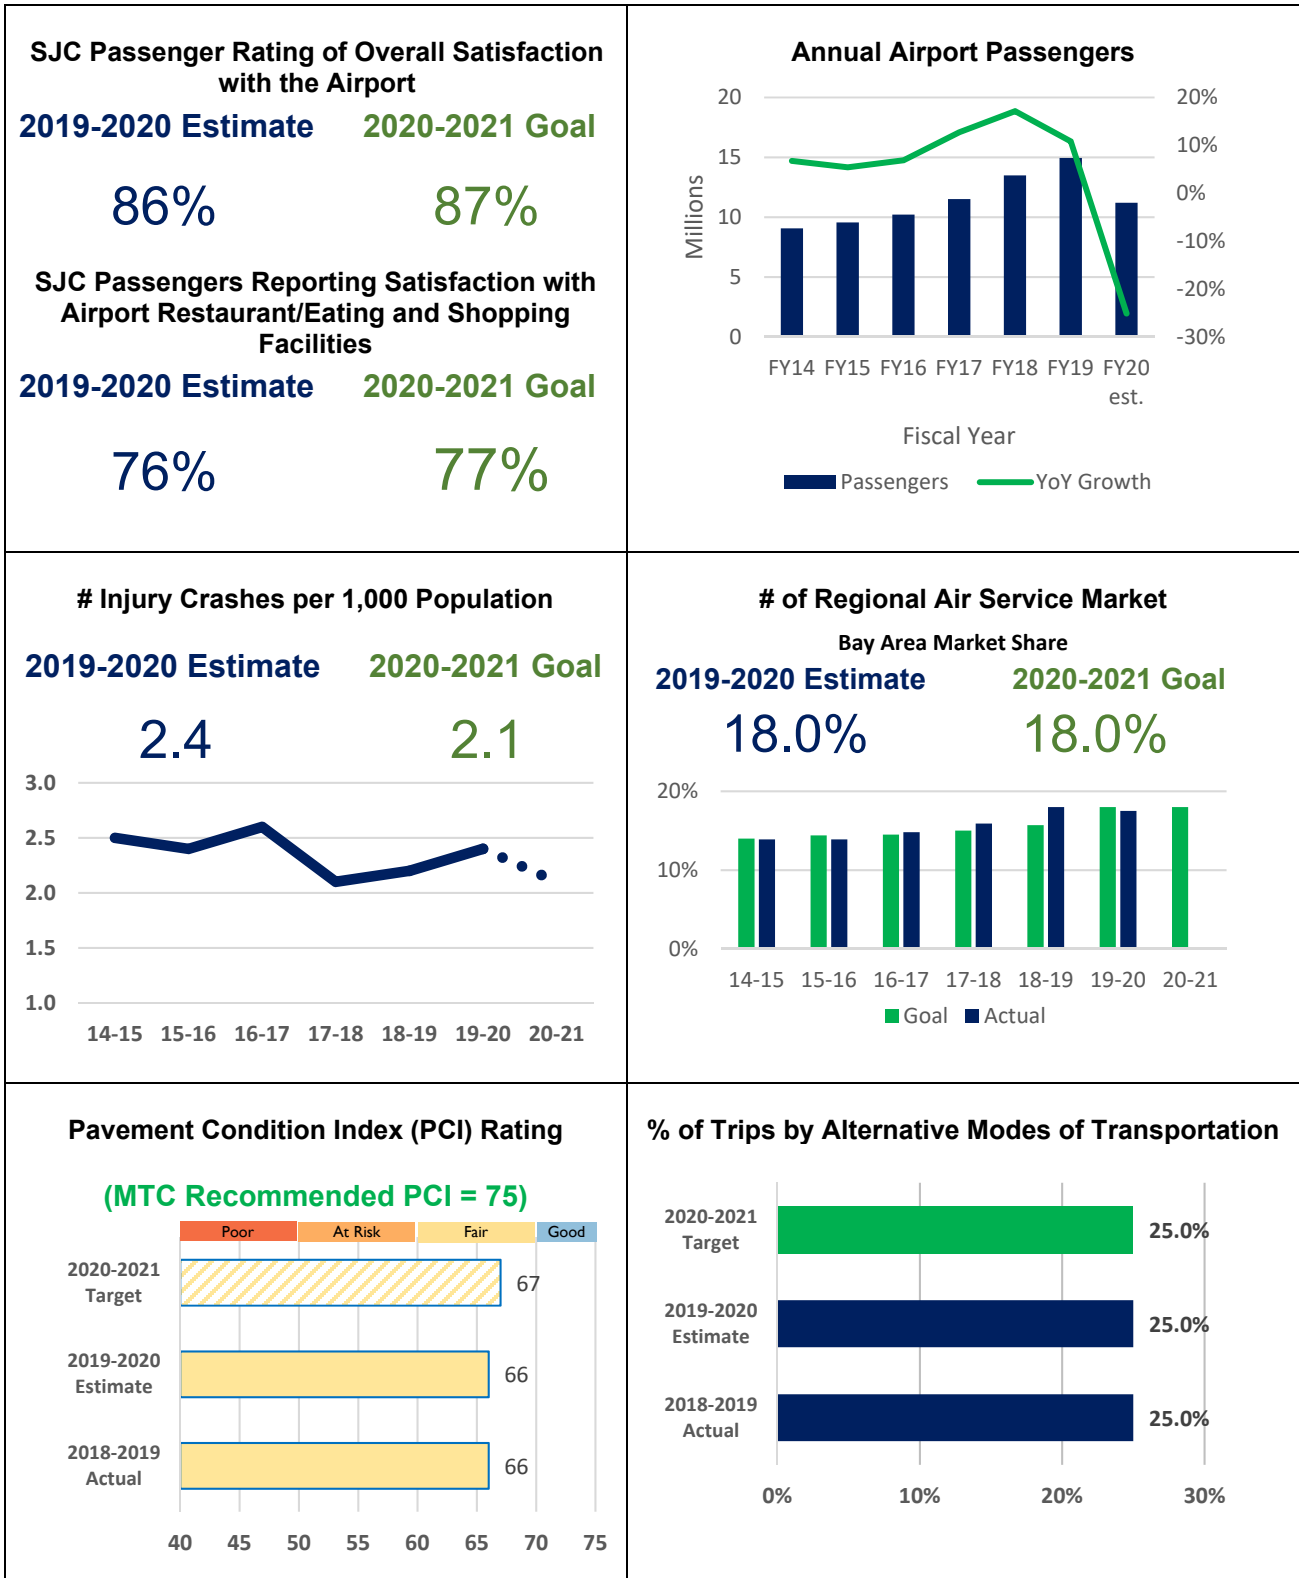 SJC Passenger Rating of Overall Satisfaction
with the Airport
2019-2020 Estimate 2020-2021 Goal
86% 87%
SJC Passengers Reporting Satisfaction with
Airport Restaurant/Eating and Shopping
Facilities
2019-2020 Estimate 2020-2021 Goal
76% 77%
Annual Airport Passengers
20 20%
15 10%
10 0%
5 -10%
0 -20%
-30%
Millions
FY14 FY15 FY16 FY17 FY18 FY19 FY20
est.
Fiscal Year
Passengers YoY Growth
# Injury Crashes per 1,000 Population
2019-2020 Estimate 2020-2021 Goal
2.4 2.1
3.0
2.5
2.0
1.5
1.0
14-15 15-16 16-17 17-18 18-19 19-20 20-21
# of Regional Air Service Market
Bay Area Market Share
2019-2020 Estimate 2020-2021 Goal
18.0% 18.0%
20%
10%
0%
14-15 15-16 16-17 17-18 18-19 19-20 20-21
Goal Actual
Pavement Condition Index (PCI) Rating
(MTC Recommended PCI = 75)
Poor At Risk Fair Good
2020-2021
Target
67
2019-2020
Estimate
66
2018-2019
Actual
66
40 45 50 55 60 65 70 75
% of Trips by Alternative Modes of Transportation
2020-2021
Target
25.0%
2019-2020
Estimate
25.0%
2018-2019
Actual
25.0%
0% 10% 20% 30%